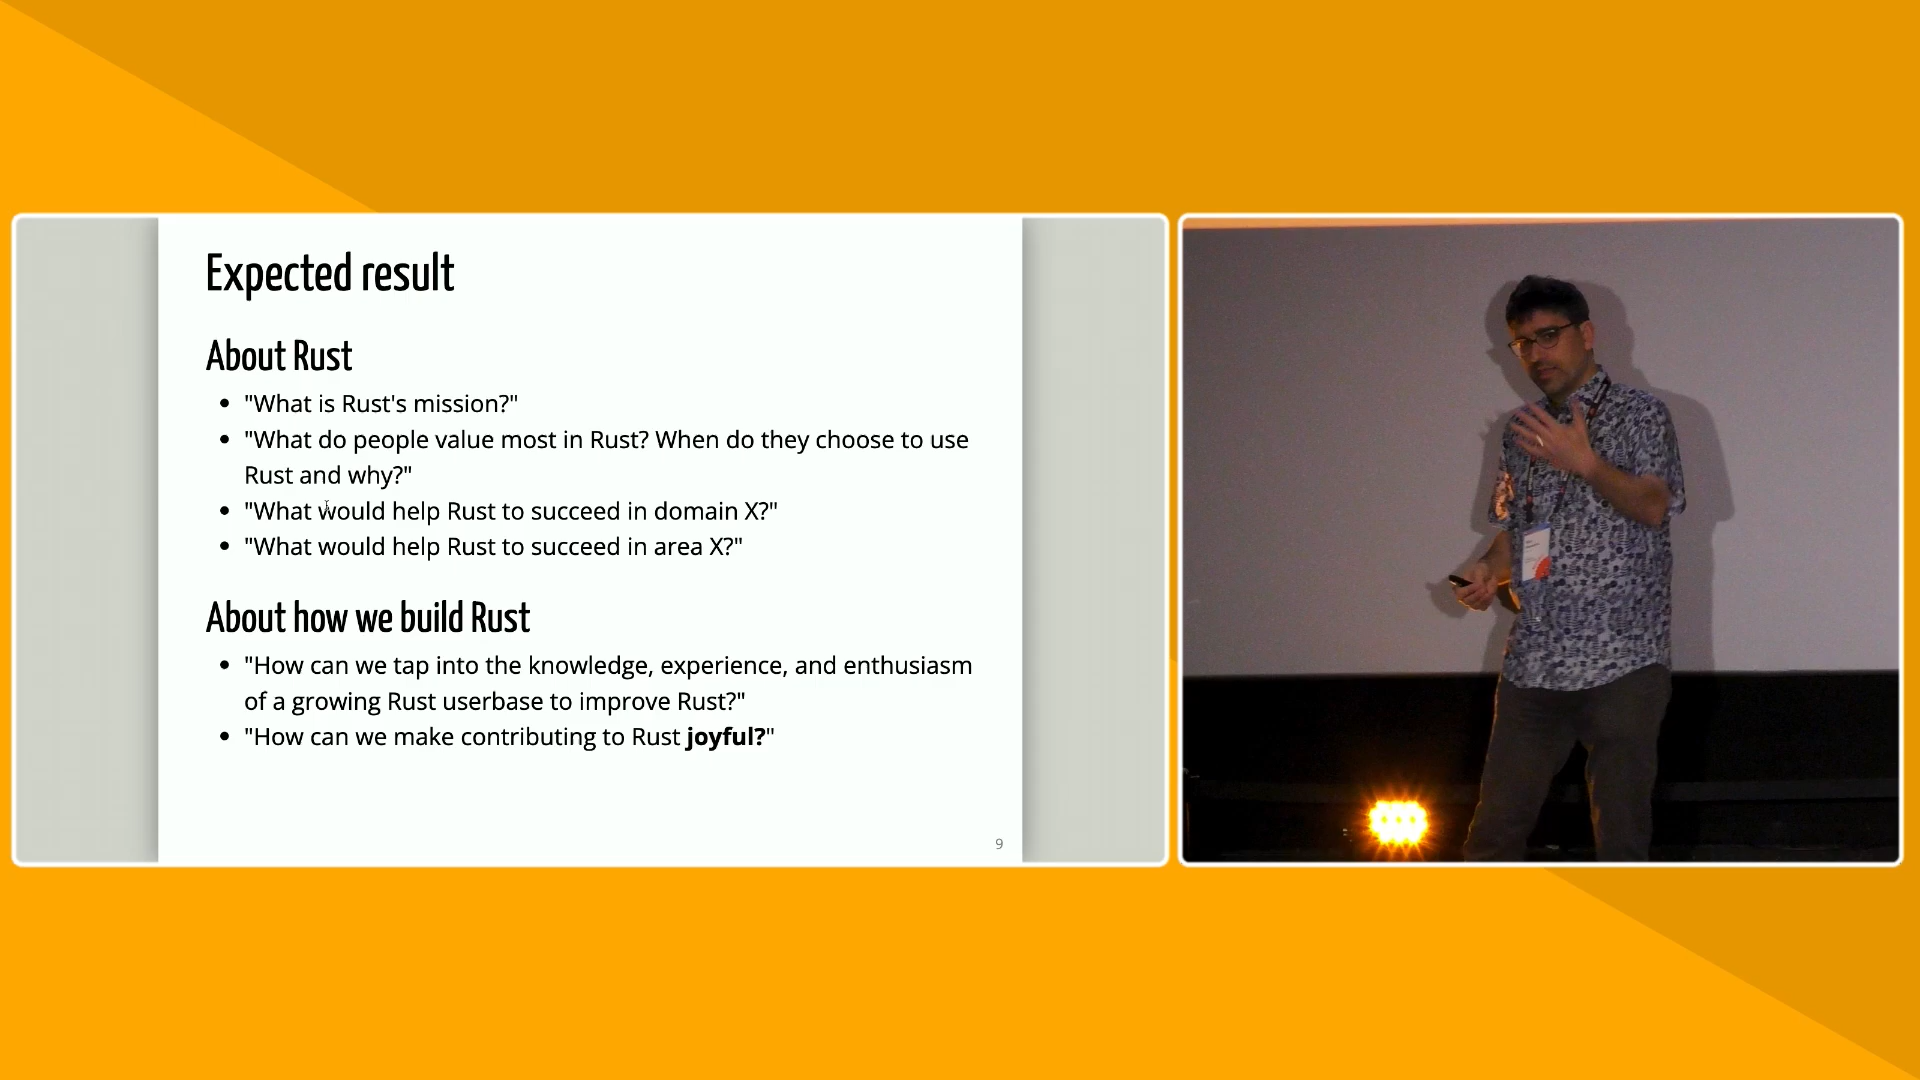 Expected result
About Rust
"What is Rust's mission?"
"What do people value most in Rust? When do they choose to use
Rust and why?"
"What would help Rust to succeed in domain X?"
"What would help Rust to succeed in area X?"
About how we build Rust
"How can we tap into the knowledge, experience, and enthusiasm
of a growing Rust userbase to improve Rust?"
"How can we make contributing to Rust joyful?"
9